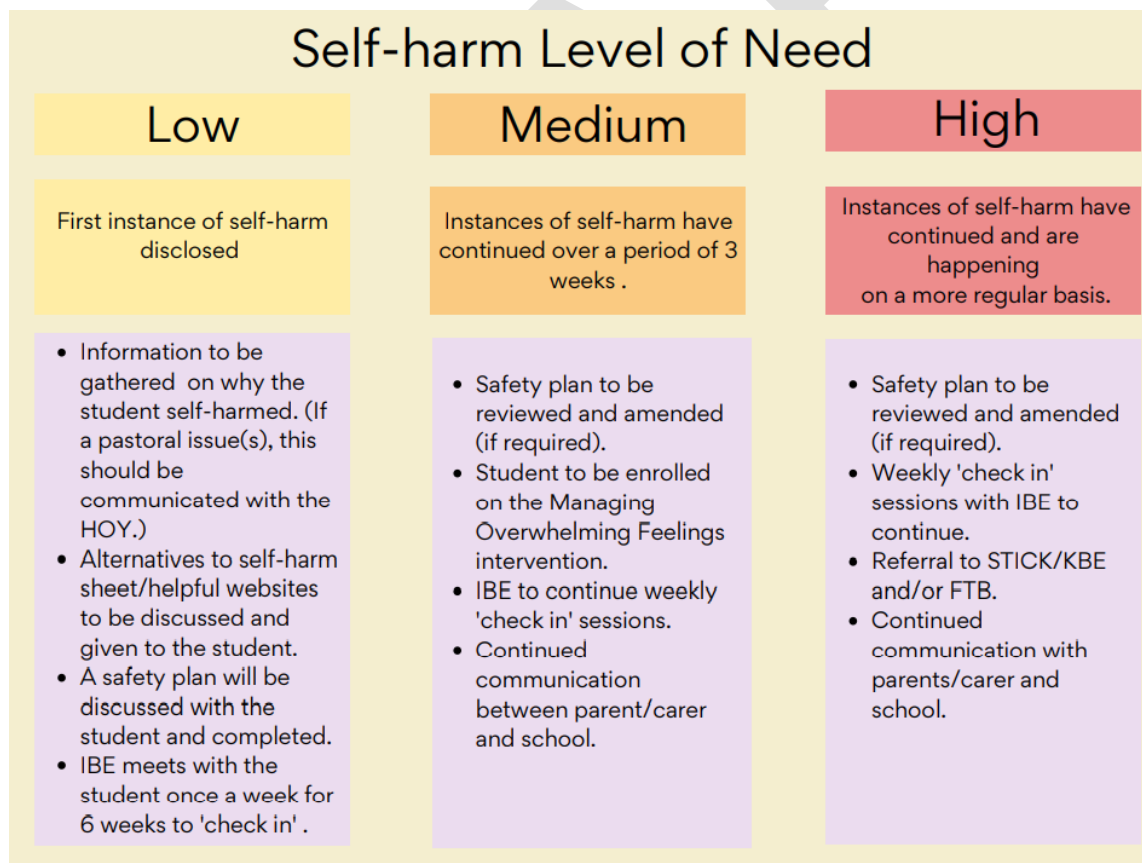 Self-harm Level of Need
Low
First instance of self-harm
disclosed
• Information to be
gathered on why the
student self-harmed. (If
a pastoral issue(s), this
should be
communicated with the
HOY.)
• Alternatives to self-harm
sheet/helpful websites
to be discussed and
given to the student.
• A safety plan will be
discussed with the
student and completed.
• IBE meets with the
student once a week for
6 weeks to 'check in' .
Medium
Instances of self-harm have
continued over a period of 3
weeks .
• Safety plan to be
reviewed and amended
(if required).
• Student to be enrolled
on the Managing
Overwhelming Feelings
intervention.
• IBE to continue weekly
'check in' sessions.
• Continued
communication
between parent/carer
and school.
High
Instances of self-harm have
continued and are
happening
on a more regular basis.
• Safety plan to be
reviewed and amended
(if required).
• Weekly 'check in'
sessions with IBE to
continue.
• Referral to STICK/KBE
and/or FTB.
• Continued
communication with
parents/carer and
school.